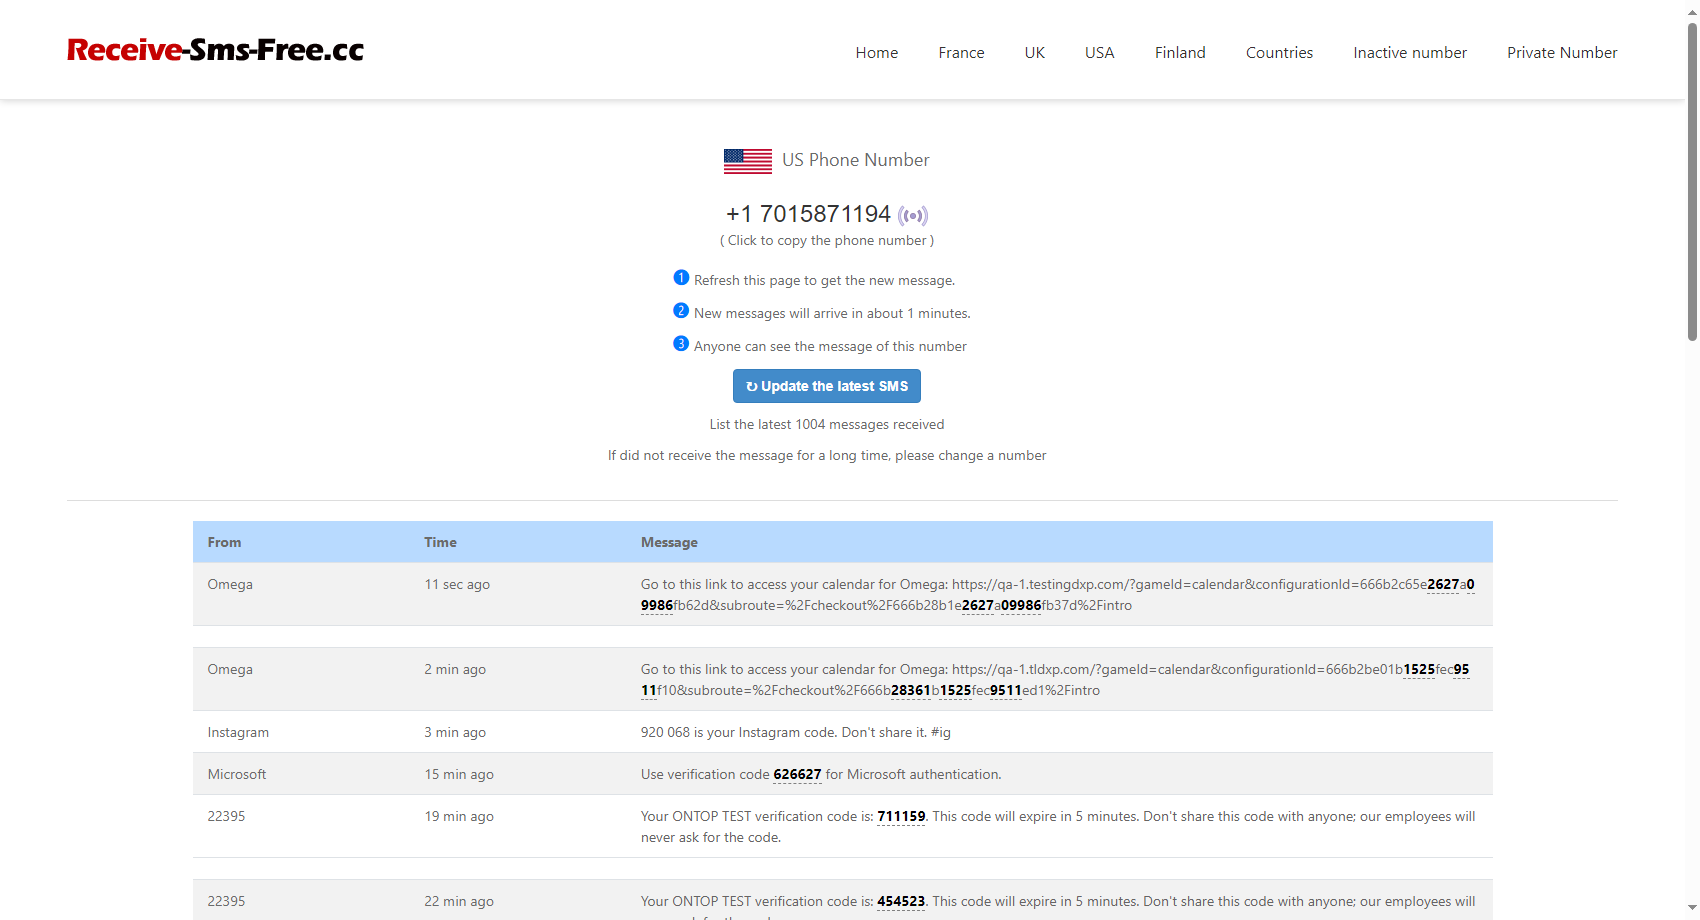 Receive-Sms-Free.cc
Home France UK USA Finland Countries Inactive number Private Number
US Phone Number
+1 7015871194
( Click to copy the phone number )
1 Refresh this page to get the new message.
2 New messages will arrive in about 1 minutes.
3 Anyone can see the message of this number
↻ Update the latest SMS
List the latest 1004 messages received
If did not receive the message for a long time, please change a number
From Time Message
Omega 11 sec ago Go to this link to access your calendar for Omega: https://qa-1.testingdxp.com/?gameId=calendar&configurationId=666b2c65e2627a0
9986fb62d&subroute=%2Fcheckout%2F666b28b1e2627a09986fb37d%2Fintro
Omega 2 min ago Go to this link to access your calendar for Omega: https://qa-1.tldxp.com/?gameId=calendar&configurationId=666b2be01b1525fec95
11f10&subroute=%2Fcheckout%2F666b28361b1525fec9511ed1%2Fintro
Instagram 3 min ago 920 068 is your Instagram code. Don't share it. #ig
Microsoft 15 min ago Use verification code 626627 for Microsoft authentication.
22395 19 min ago Your ONTOP TEST verification code is: 711159. This code will expire in 5 minutes. Don't share this code with anyone; our employees will
never ask for the code.
22395 22 min ago Your ONTOP TEST verification code is: 454523. This code will expire in 5 minutes. Don't share this code with anyone; our employees will